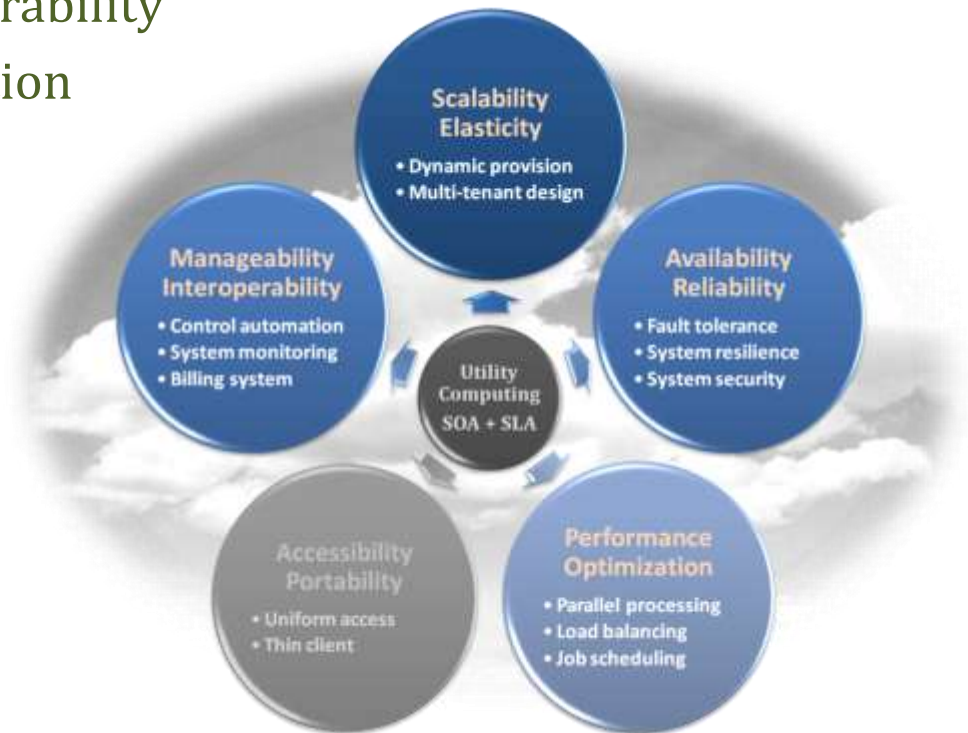 rability
ion
Scalability
Elasticity
• Dynamic provision
• Multi-tenant design
Manageability
Interoperability
• Control automation
• System monitoring
• Billing system
Availability
Reliability
• Fault tolerance
• System resilience
• System security
Utility
Computing
SOA + SLA
Accessibility
Portability
• Uniform access
• Thin client
Performance
Optimization
• Parallel processing
• Load balancing
• Job scheduling